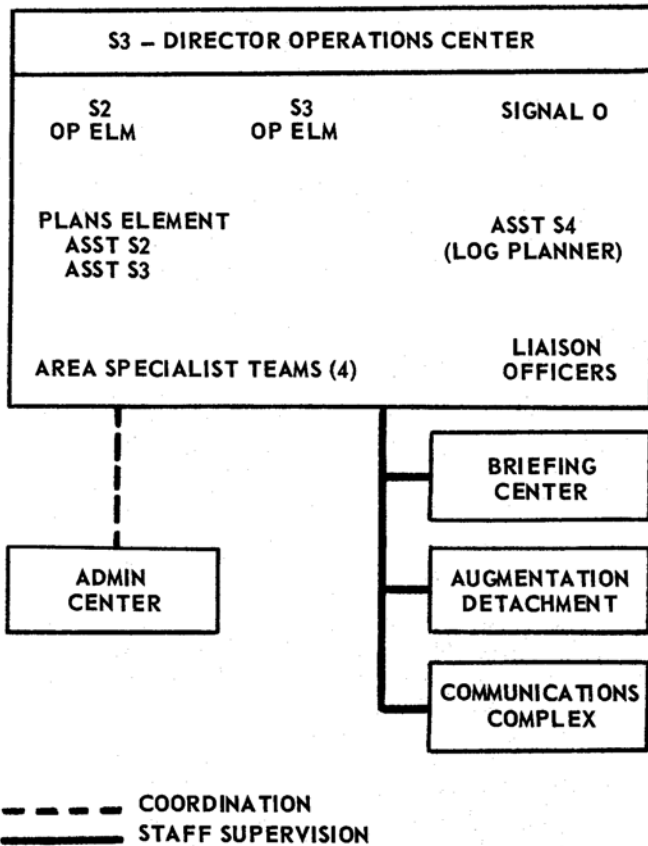 S3 – DIRECTOR OPERATIONS CENTER
S2
OP ELM
S3
OP ELM
SIGNAL O
PLANS ELEMENT
ASST S2
ASST S3
ASST S4
(LOG PLANNER)
AREA SPECIALIST TEAMS (4)
LIAISON
OFFICERS
BRIEFING
CENTER
ADMIN
CENTER
AUGMENTATION
DETACHMENT
COMMUNICATIONS
COMPLEX
COORDINATION
STAFF SUPERVISION